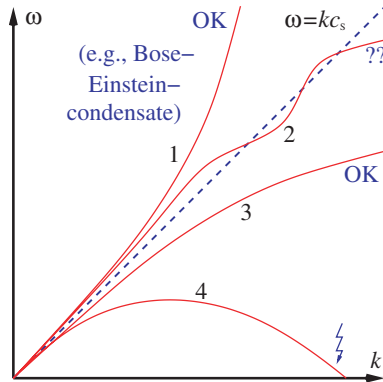 ω
OK
ω=kc_s
(e.g., Bose–
Einstein–
condensate)
??
1
2
OK
3
4
k